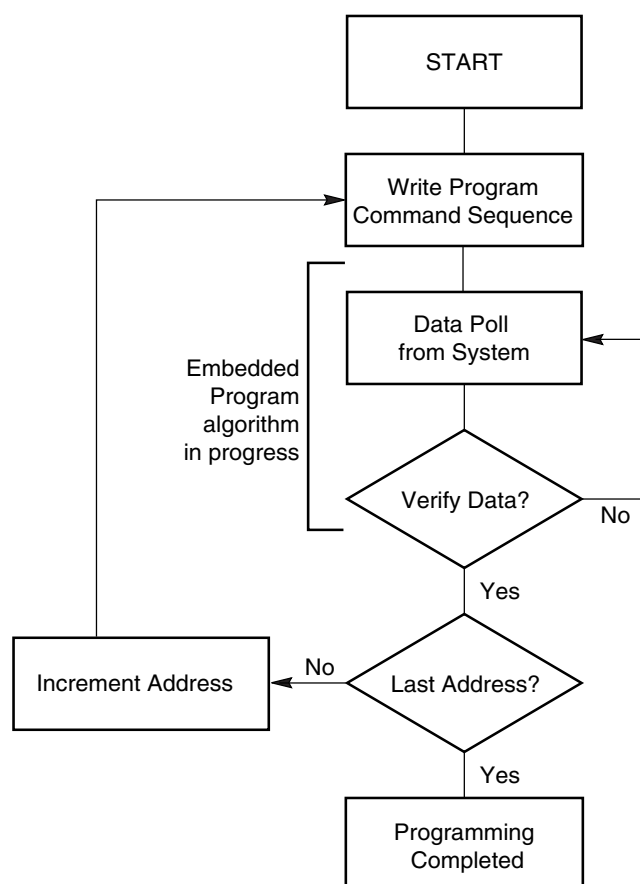 START
Write Program
Command Sequence
Data Poll
from System
Embedded
Program
algorithm
in progress
Verify Data?
No
Yes
Last Address?
No
Increment Address
Yes
Programming
Completed